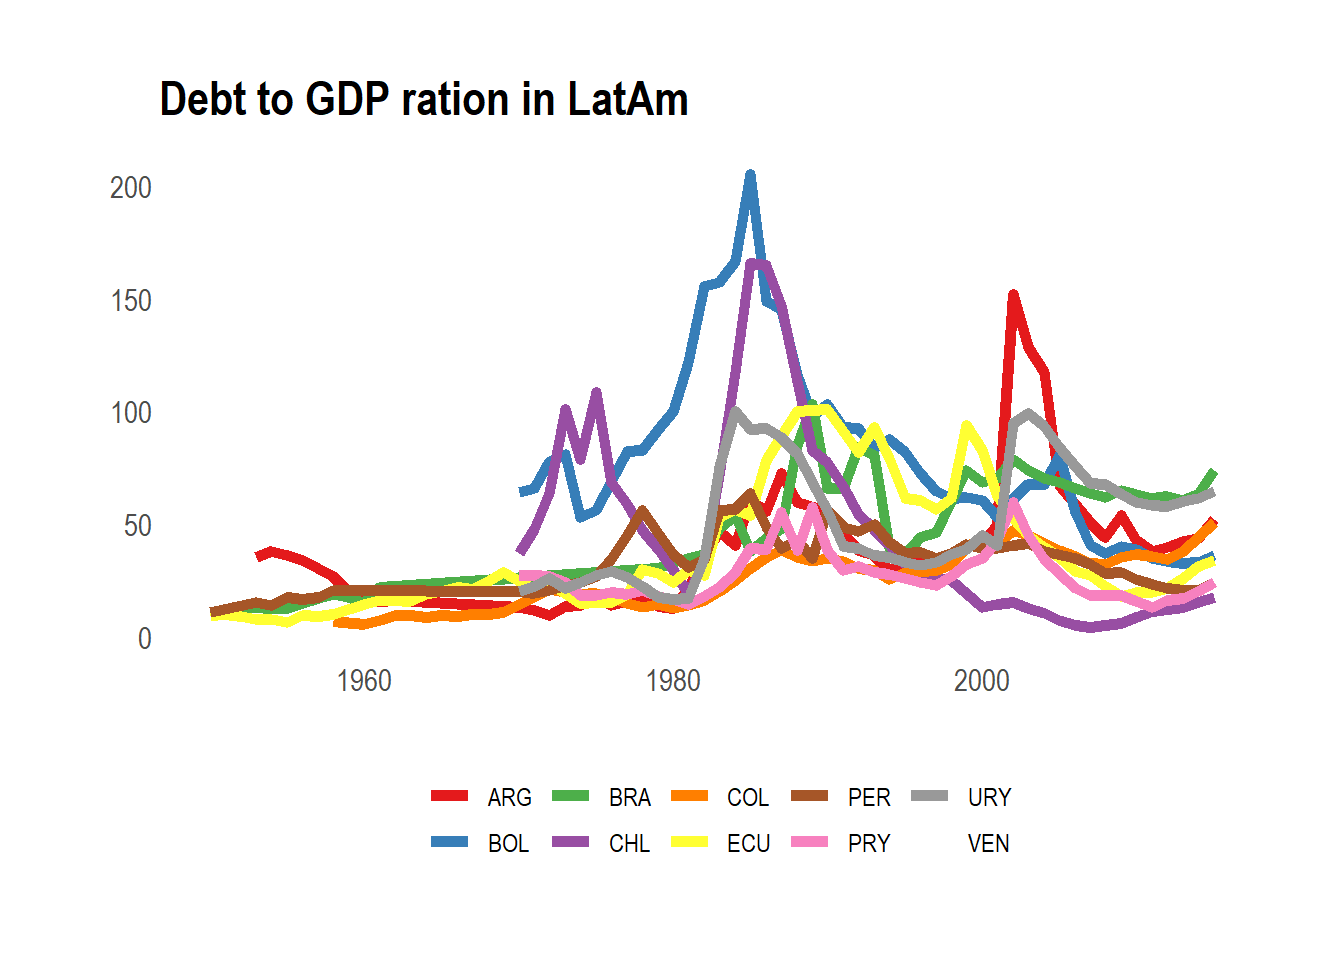 Debt to GDP ration in LatAm
200
150
100
50
0
1960 1980 2000
ARG BRA COL PER URY
BOL CHL ECU PRY VEN